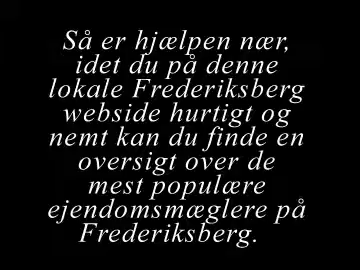 Så er hjælpen nær,
idet du på denne
lokale Frederiksberg
webside hurtigt og
nemt kan du finde en
oversigt over de
mest populære
ejendomsmæglere på
Frederiksberg.